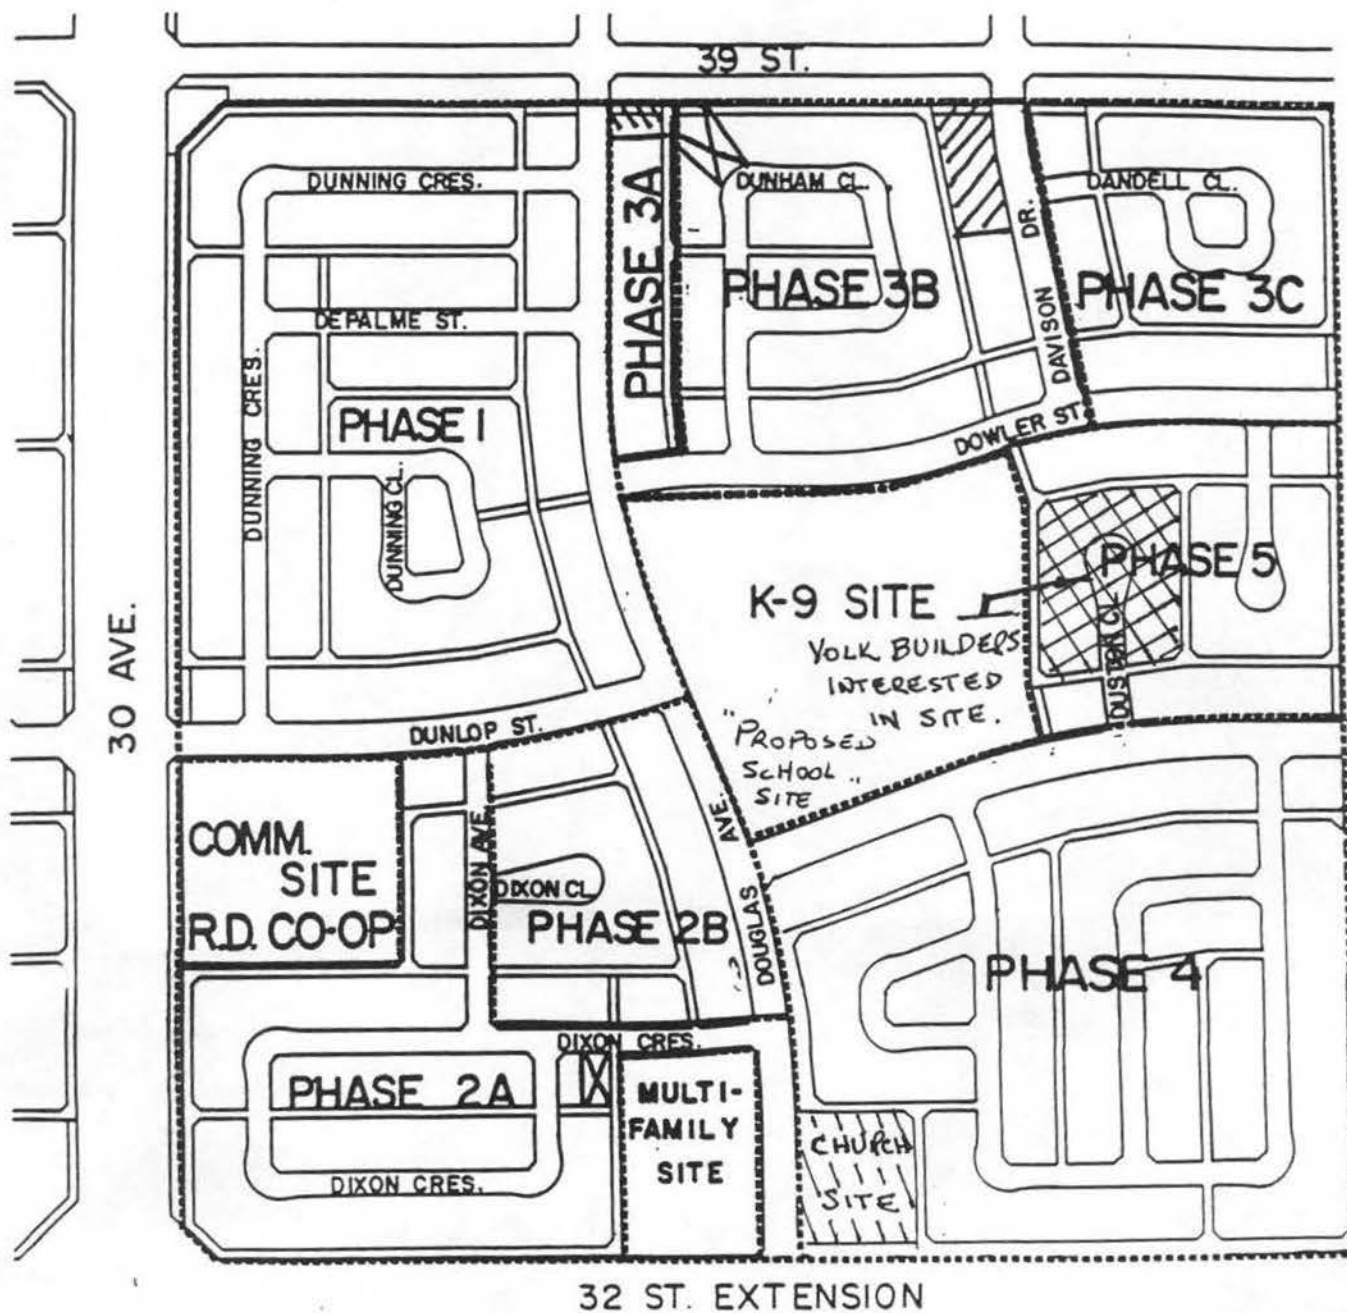 39 ST.
DUNNING CRES.
PHASE 3A
DUNHAM CL.
DANDELL CL.
DAVISON DR.
PHASE 3B
PHASE 3C
DEPALME ST.
DUNNING CRES.
PHASE 1
DOWLER ST.
DUNNING CL.
30 AVE.
K-9 SITE
PHASE 5
VOLK BUILDERS
INTERESTED
IN SITE.
DUSTON CL.
"PROPOSED
SCHOOL"
SITE
DUNLOP ST.
COMM.
SITE
R.D. CO-OP
DIXON AVE.
DIXON CL.
PHASE 2B
DOUGLAS AVE.
PHASE 4
DIXON CRES.
PHASE 2A
MULTI-
FAMILY
SITE
CHURCH
SITE
DIXON CRES.
32 ST. EXTENSION